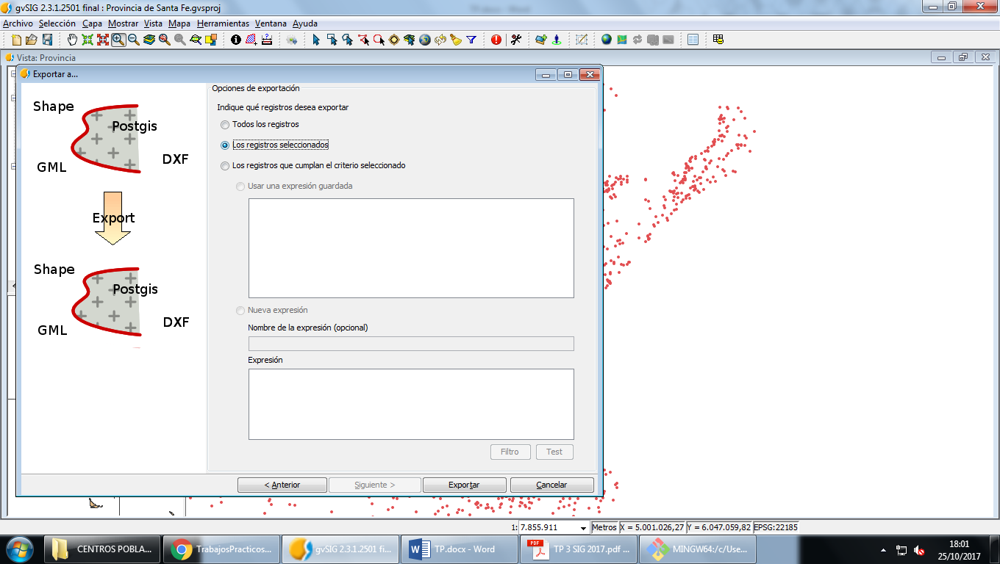 gvSIG 2.3.1.2501 final : Provincia de Santa Fe.gvsproj
Archivo Selección Capa Mostrar Vista Mapa Herramientas Ventana Ayuda
Vista: Provincia
Exportar a...
Shape
Postgis
GML
DXF
Export
Shape
Postgis
GML
DXF
Opciones de exportación
Indique qué registros desea exportar
Todos los registros
Los registros seleccionados
Los registros que cumplan el criterio seleccionado
Usar una expresión guardada
Nueva expresión
Nombre de la expresión (opcional)
Expresión
Filtro Test
< Anterior Siguiente > Exportar Cancelar
1: 7.855.911 Metros X = 5.001.026,27 Y = 6.047.059,82 EPSG:22185
CENTROS POBLA... TrabajosPracticos... gvSIG 2.3.1.2501 fi... TP.docx - Word TP 3 SIG 2017.pdf ... MINGW64:/c/Use...
18:01
25/10/2017